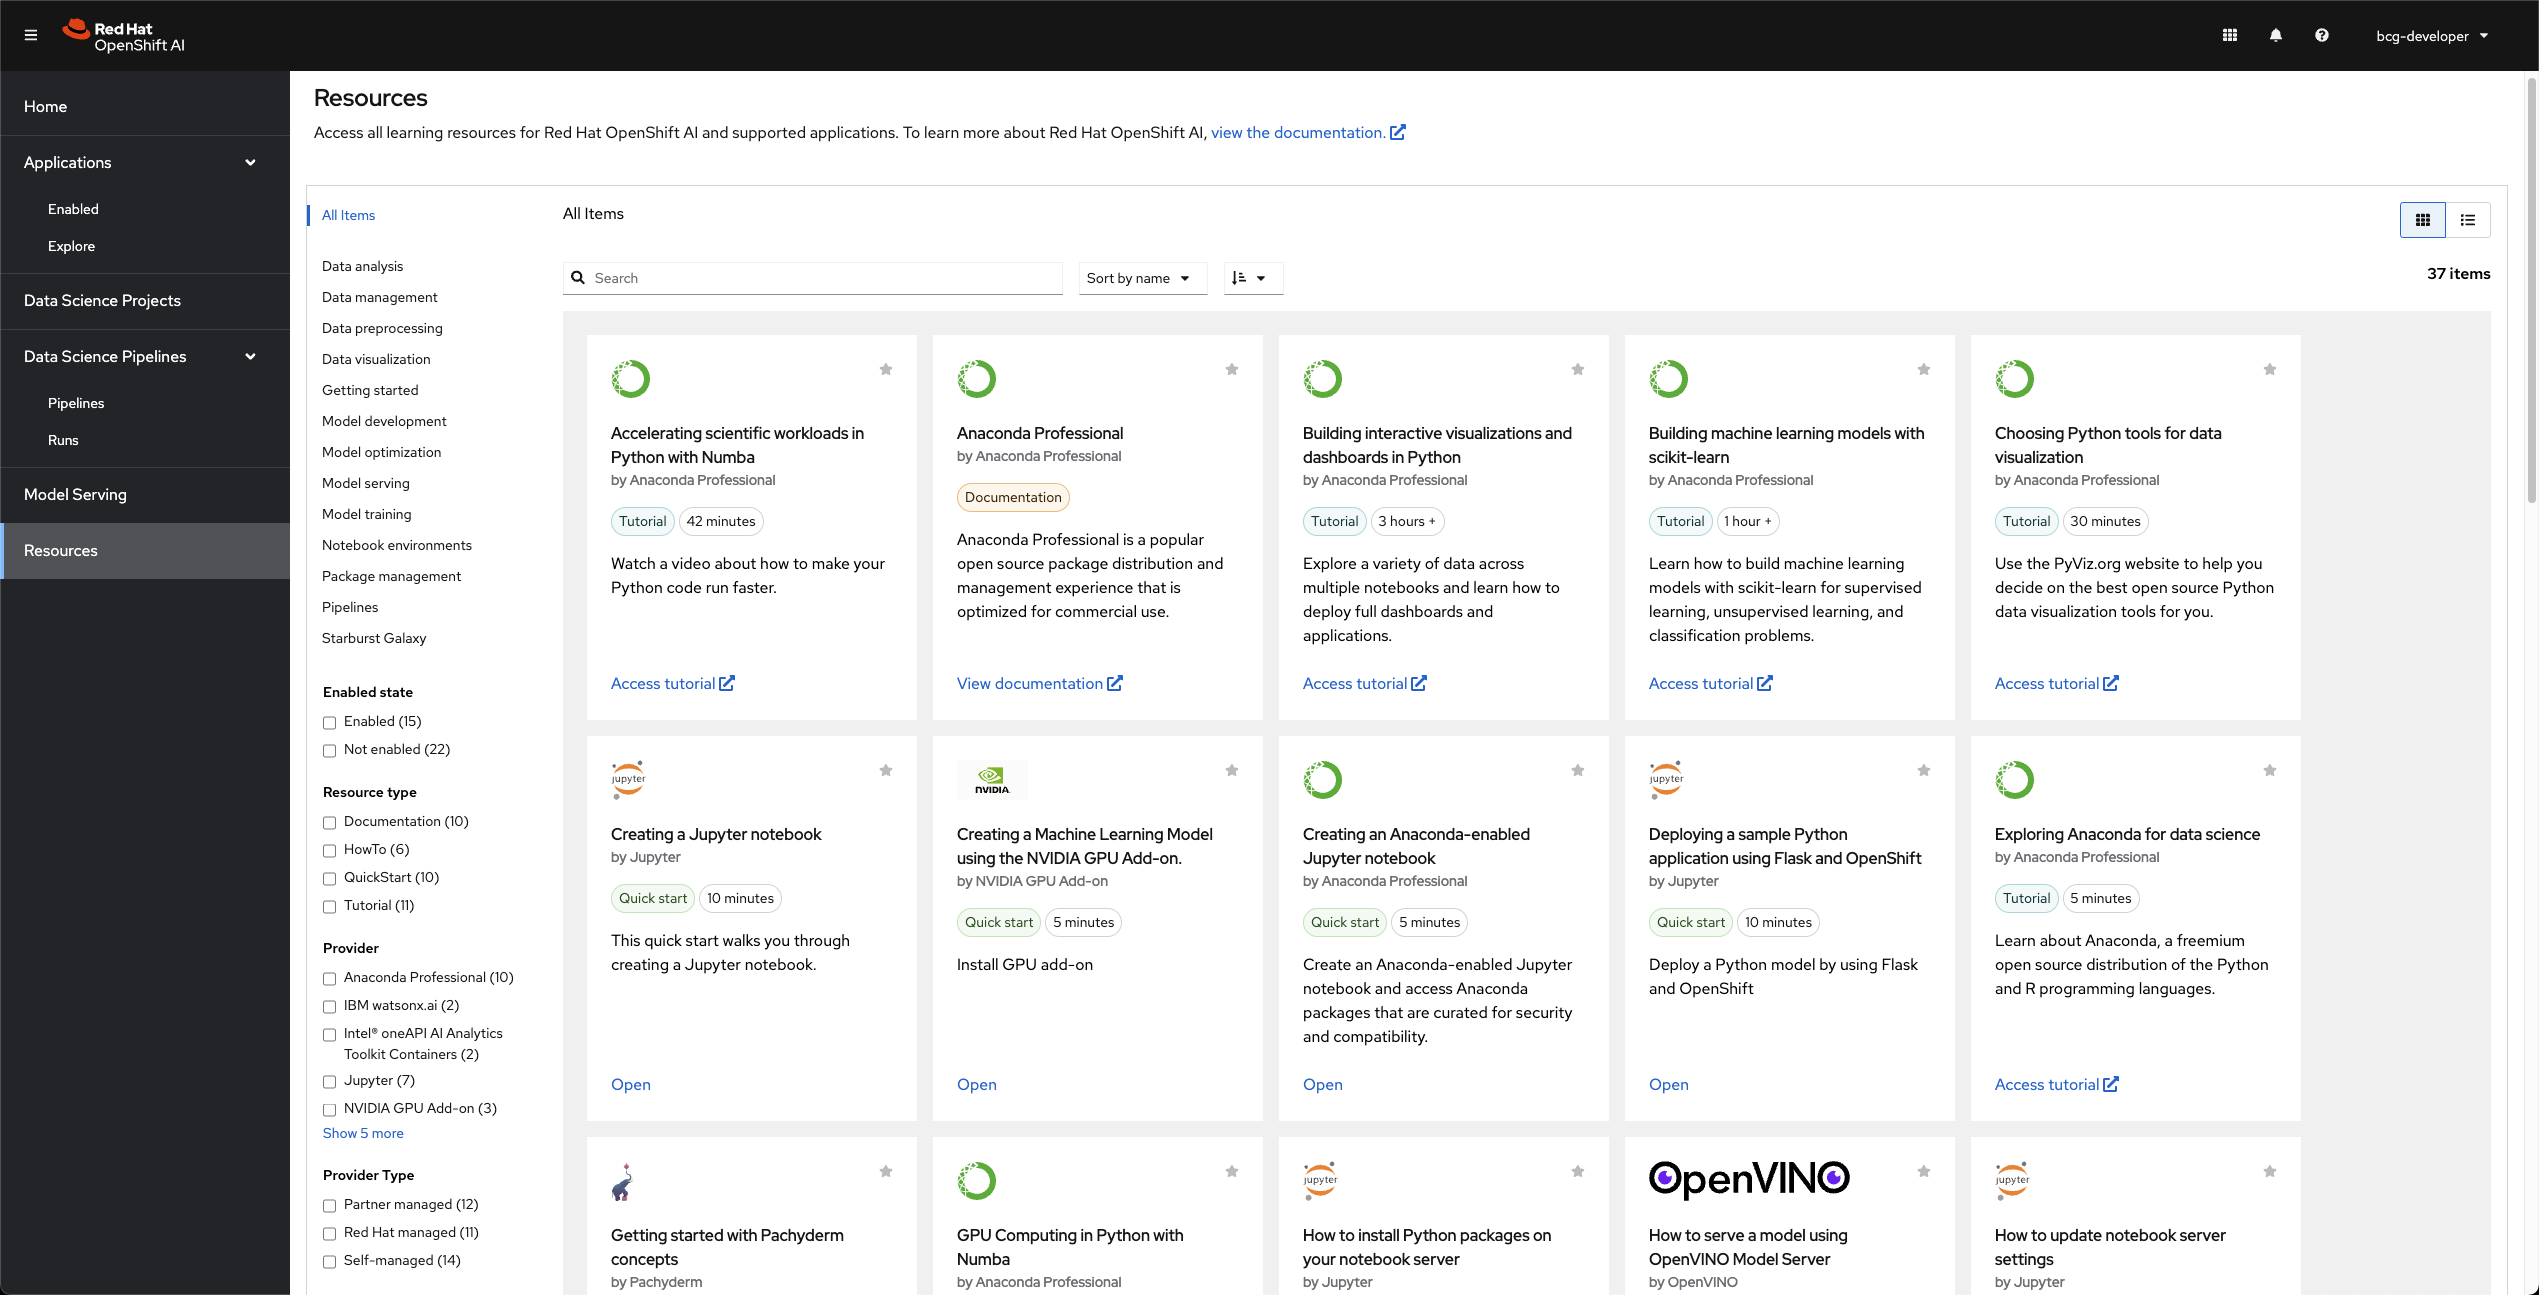 Red Hat
OpenShift AI
bcg-developer
Home
Applications
Enabled
Explore
Data Science Projects
Data Science Pipelines
Pipelines
Runs
Model Serving
Resources
Resources
Access all learning resources for Red Hat OpenShift AI and supported applications. To learn more about Red Hat OpenShift AI, view the documentation.
All Items
Data analysis
Data management
Data preprocessing
Data visualization
Getting started
Model development
Model optimization
Model serving
Model training
Notebook environments
Package management
Pipelines
Starburst Galaxy
Enabled state
Enabled (15)
Not enabled (22)
Resource type
Documentation (10)
HowTo (6)
QuickStart (10)
Tutorial (11)
Provider
Anaconda Professional (10)
IBM watsonx.ai (2)
Intel® oneAPI AI Analytics
Toolkit Containers (2)
Jupyter (7)
NVIDIA GPU Add-on (3)
Show 5 more
Provider Type
Partner managed (12)
Red Hat managed (11)
Self-managed (14)
All Items
Search
Sort by name
37 items
Accelerating scientific workloads in
Python with Numba
by Anaconda Professional
Tutorial
42 minutes
Watch a video about how to make your
Python code run faster.
Access tutorial
Anaconda Professional
by Anaconda Professional
Documentation
Anaconda Professional is a popular
open source package distribution and
management experience that is
optimized for commercial use.
View documentation
Building interactive visualizations and
dashboards in Python
by Anaconda Professional
Tutorial
3 hours +
Explore a variety of data across
multiple notebooks and learn how to
deploy full dashboards and
applications.
Access tutorial
Building machine learning models with
scikit-learn
by Anaconda Professional
Tutorial
1 hour +
Learn how to build machine learning
models with scikit-learn for supervised
learning, unsupervised learning, and
classification problems.
Access tutorial
Choosing Python tools for data
visualization
by Anaconda Professional
Tutorial
30 minutes
Use the PyViz.org website to help you
decide on the best open source Python
data visualization tools for you.
Access tutorial
jupyter
Creating a Jupyter notebook
by Jupyter
Quick start
10 minutes
This quick start walks you through
creating a Jupyter notebook.
Open
NVIDIA
Creating a Machine Learning Model
using the NVIDIA GPU Add-on.
by NVIDIA GPU Add-on
Quick start
5 minutes
Install GPU add-on
Open
Creating an Anaconda-enabled
Jupyter notebook
by Anaconda Professional
Quick start
5 minutes
Create an Anaconda-enabled Jupyter
notebook and access Anaconda
packages that are curated for security
and compatibility.
Open
jupyter
Deploying a sample Python
application using Flask and OpenShift
by Jupyter
Quick start
10 minutes
Deploy a Python model by using Flask
and OpenShift
Open
Exploring Anaconda for data science
by Anaconda Professional
Tutorial
5 minutes
Learn about Anaconda, a freemium
open source distribution of the Python
and R programming languages.
Access tutorial
Getting started with Pachyderm
concepts
by Pachyderm
GPU Computing in Python with
Numba
by Anaconda Professional
jupyter
How to install Python packages on
your notebook server
by Jupyter
OpenVINO
How to serve a model using
OpenVINO Model Server
by OpenVINO
jupyter
How to update notebook server
settings
by Jupyter